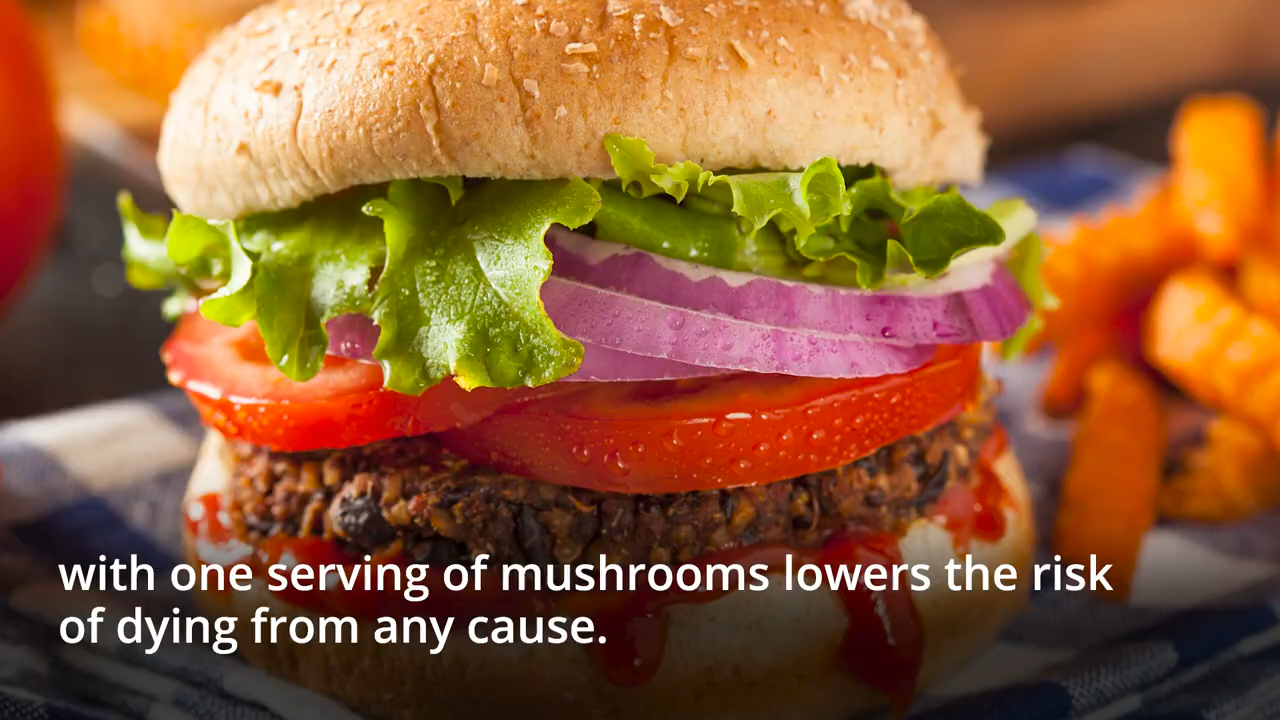 with one serving of mushrooms lowers the risk
of dying from any cause.